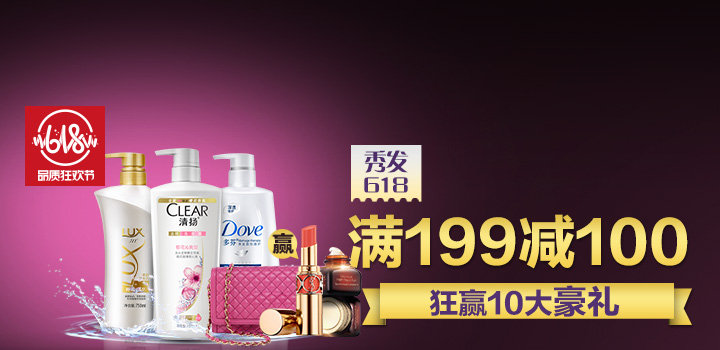 618
品质狂欢节
秀发
618
满199减100
狂赢10大豪礼
赢
LUX
CLEAR
清扬
Dove
多芬
750ml